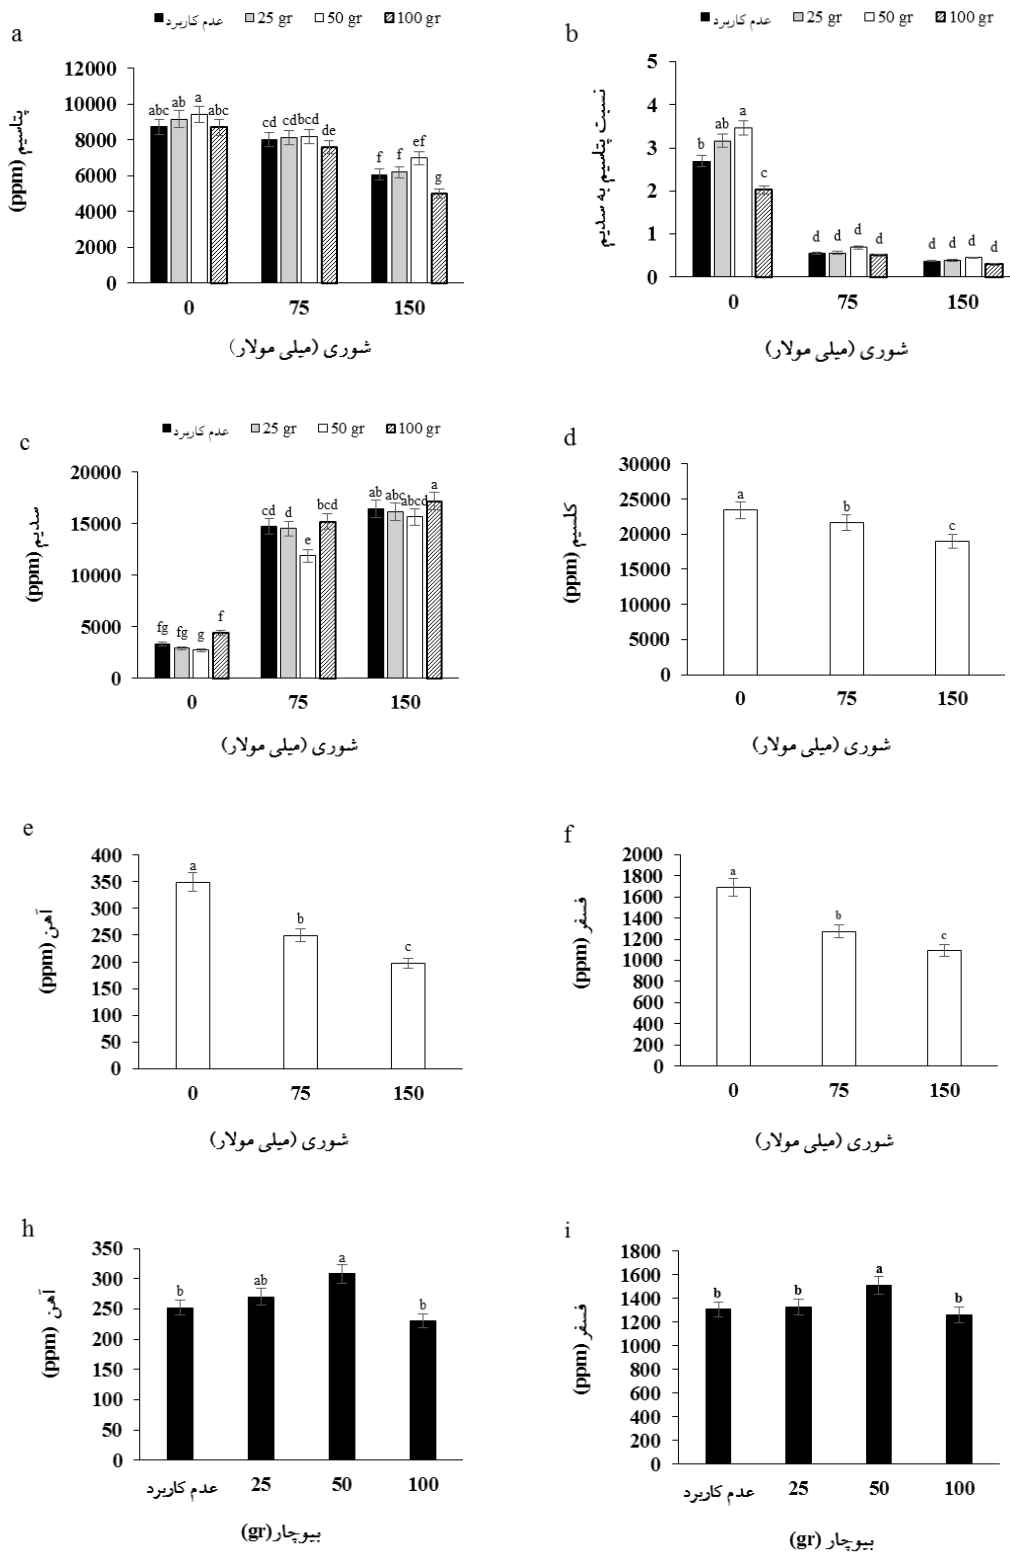 a
عدم کاربرد 25 gr 50 gr 100 gr
پتاسیم (ppm)
12000
10000
8000
6000
4000
2000
0
abc ab a abc
cd cd bcd de
f f ef g
0 75 150
شوری (میلی مولار)
b
عدم کاربرد 25 gr 50 gr 100 gr
نسبت پتاسیم به سدیم
5
4
3
2
1
0
b ab a c
d d d d
d d d d
0 75 150
شوری (میلی مولار)
c
عدم کاربرد 25 gr 50 gr 100 gr
سدیم (ppm)
20000
15000
10000
5000
0
fg fg g f
cd d e bcd
ab abc abcd a
0 75 150
شوری (میلی مولار)
d
کلسیم (ppm)
30000
25000
20000
15000
10000
5000
0
a b c
0 75 150
شوری (میلی مولار)
e
آهن (ppm)
400
350
300
250
200
150
100
50
0
a b c
0 75 150
شوری (میلی مولار)
f
فسفر (ppm)
2000
1800
1600
1400
1200
1000
800
600
400
200
0
a b c
0 75 150
شوری (میلی مولار)
h
آهن (ppm)
350
300
250
200
150
100
50
0
b ab a b
عدم کاربرد 25 50 100
بیوچار(gr)
i
فسفر (ppm)
1800
1600
1400
1200
1000
800
600
400
200
0
b b a b
عدم کاربرد 25 50 100
بیوچار (gr)